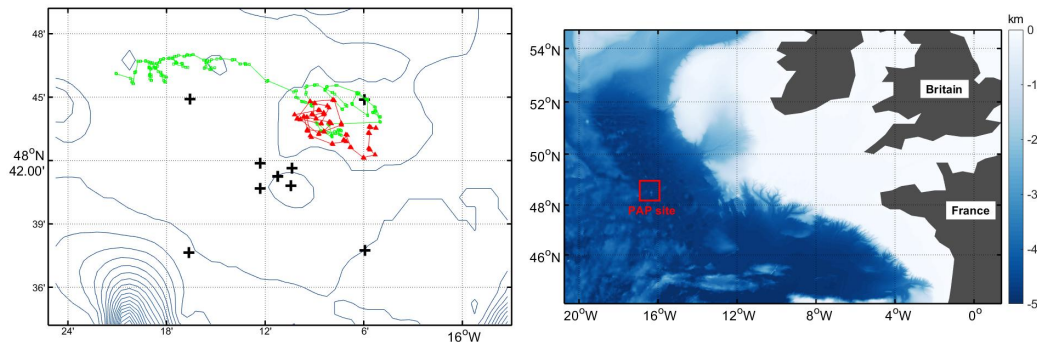 48'
45'
48°N
42.00'
39'
36'
24'
18'
12'
6'
16°W
km
54°N
52°N
50°N
48°N
46°N
20°W
16°W
12°W
8°W
4°W
0°
Britain
France
PAP site
0
-1
-2
-3
-4
-5